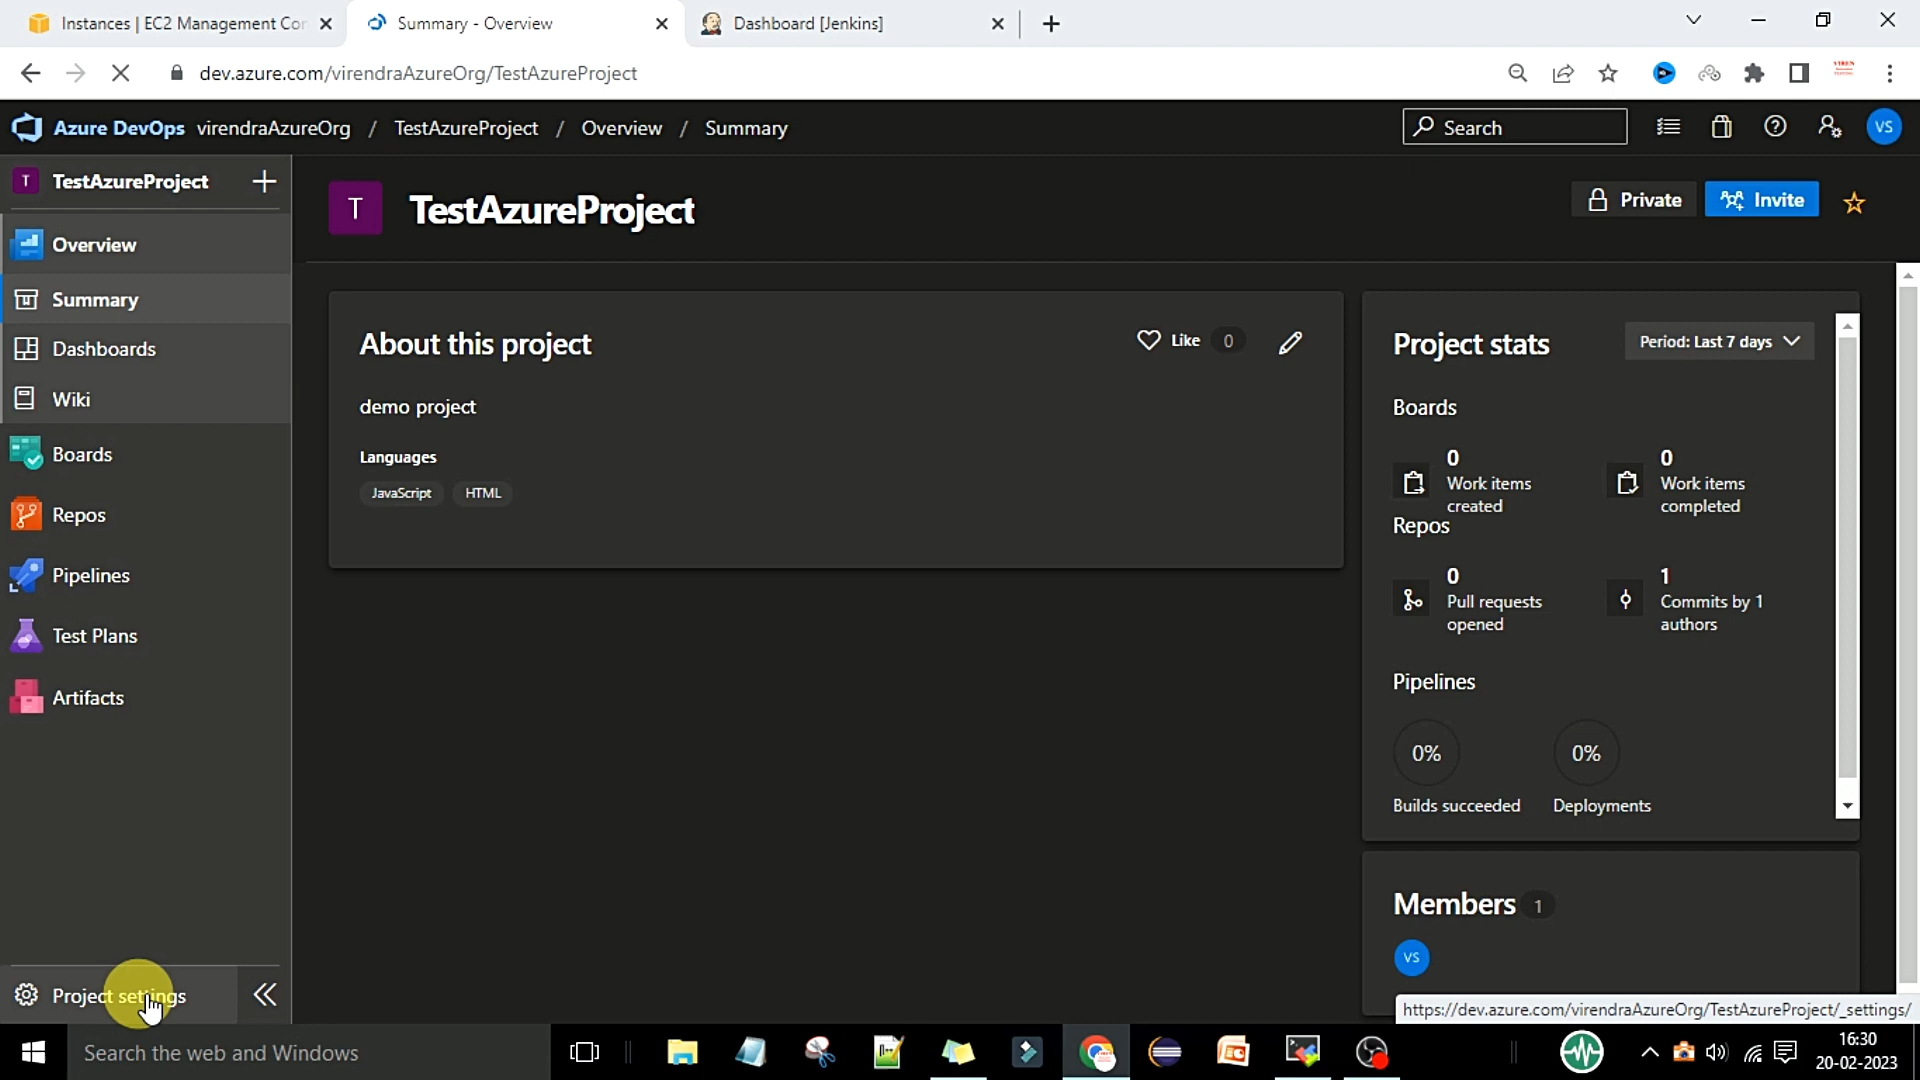 Instances | EC2 Management Cor
Summary - Overview
Dashboard [Jenkins]
dev.azure.com/virendraAzureOrg/TestAzureProject
Azure DevOps virendraAzureOrg / TestAzureProject / Overview / Summary
Search
VS
T TestAzureProject
Overview
Summary
Dashboards
Wiki
Boards
Repos
Pipelines
Test Plans
Artifacts
Project settings
T TestAzureProject
Private
Invite
About this project
Like 0
demo project
Languages
JavaScript HTML
Project stats
Period: Last 7 days
Boards
0
Work items
created
0
Work items
completed
Repos
0
Pull requests
opened
1
Commits by 1
authors
Pipelines
0%
Builds succeeded
0%
Deployments
Members 1
VS
https://dev.azure.com/virendraAzureOrg/TestAzureProject/_settings/
Search the web and Windows
16:30
20-02-2023